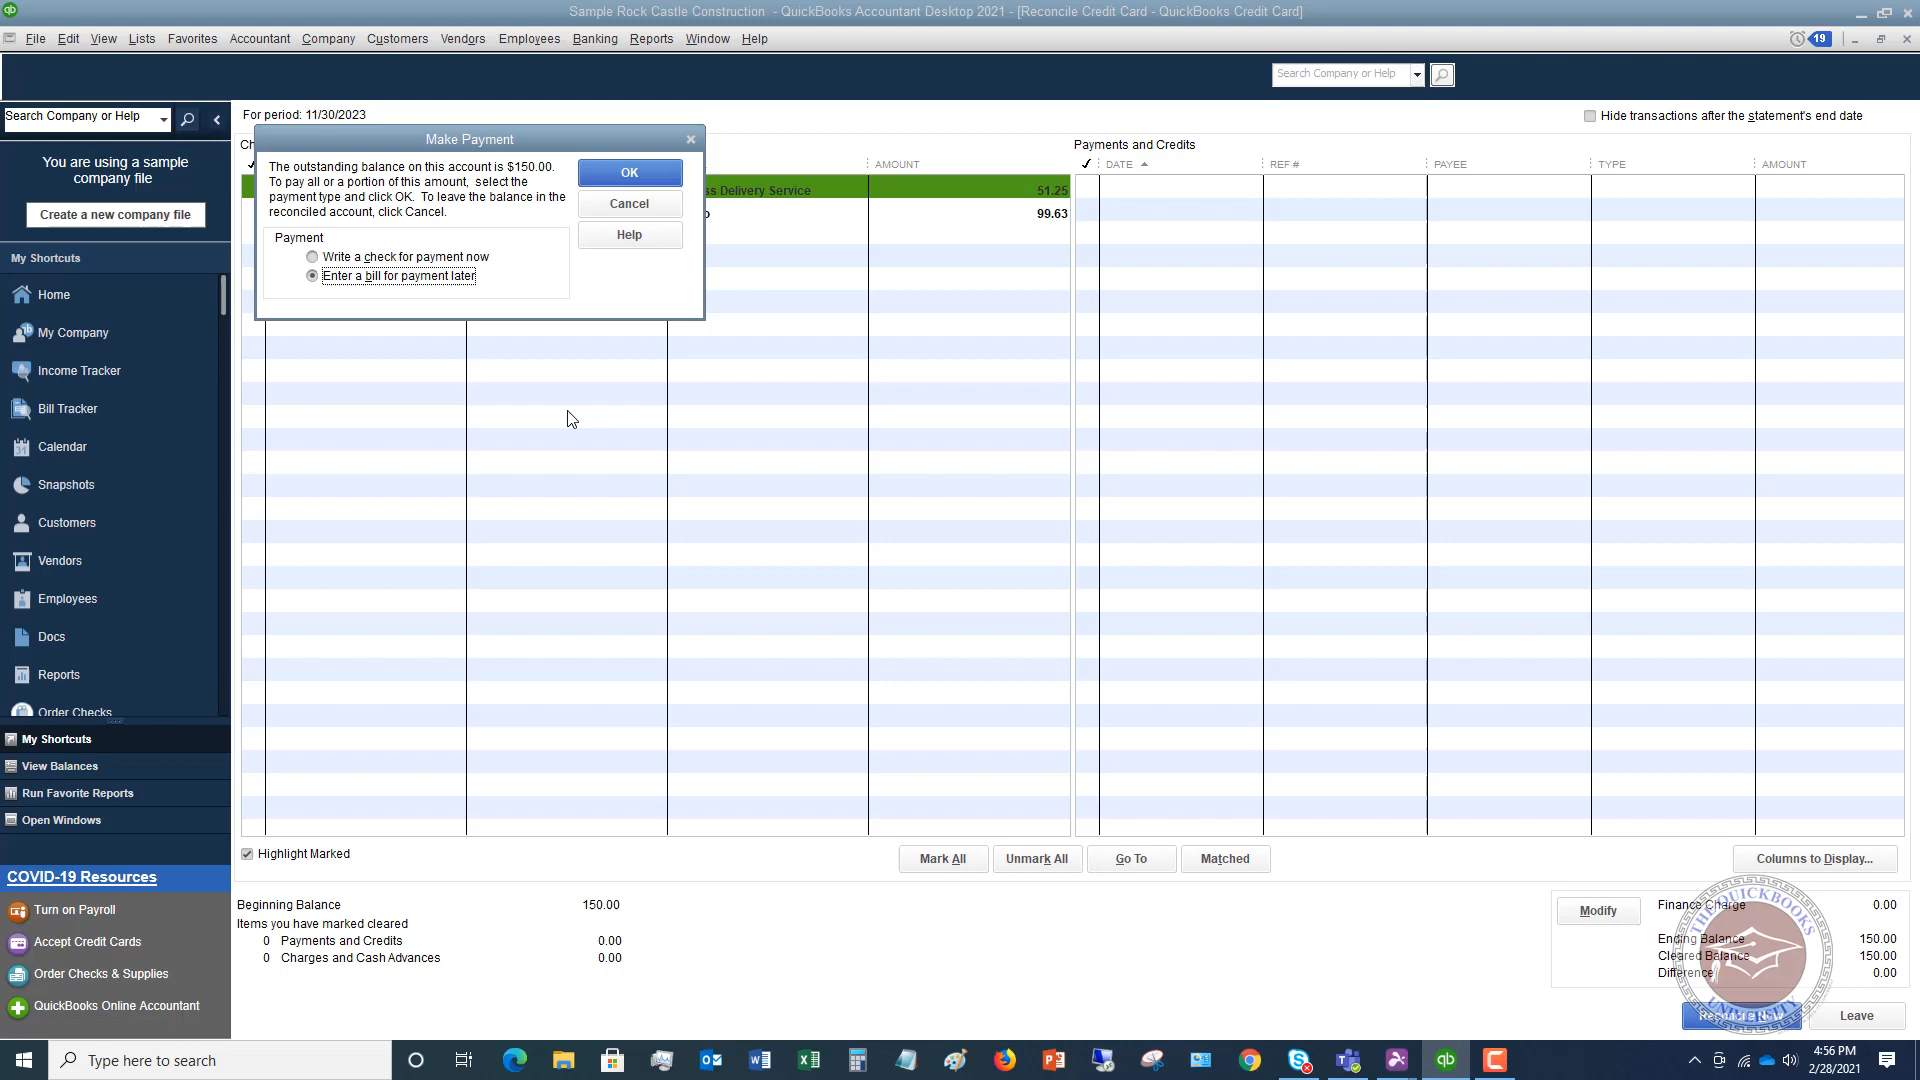 Sample Rock Castle Construction - QuickBooks Accountant Desktop 2021 - [Reconcile Credit Card - QuickBooks Credit Card]
File Edit View Lists Favorites Accountant Company Customers Vendors Employees Banking Reports Window Help
19
Search Company or Help
Search Company or Help
You are using a sample
company file
Create a new company file
My Shortcuts
Home
My Company
Income Tracker
Bill Tracker
Calendar
Snapshots
Customers
Vendors
Employees
Docs
Reports
Order Checks
My Shortcuts
View Balances
Run Favorite Reports
Open Windows
COVID-19 Resources
Turn on Payroll
Accept Credit Cards
Order Checks & Supplies
QuickBooks Online Accountant
For period: 11/30/2023
Hide transactions after the statement's end date
Make Payment
The outstanding balance on this account is $150.00.
To pay all or a portion of this amount, select the
payment type and click OK. To leave the balance in the
reconciled account, click Cancel.
OK
Cancel
Help
Payment
Write a check for payment now
Enter a bill for payment later
AMOUNT
ss Delivery Service 51.25
99.63
Payments and Credits
DATE REF # PAYEE TYPE AMOUNT
Highlight Marked
Mark All Unmark All Go To Matched
Columns to Display...
Beginning Balance 150.00
Items you have marked cleared
0 Payments and Credits 0.00
0 Charges and Cash Advances 0.00
Modify
Finance Charge 0.00
Ending Balance 150.00
Cleared Balance 150.00
Difference 0.00
Reconcile Now
Leave
THE QUICKBOOKS UNIVERSITY
Type here to search
4:56 PM
2/28/2021